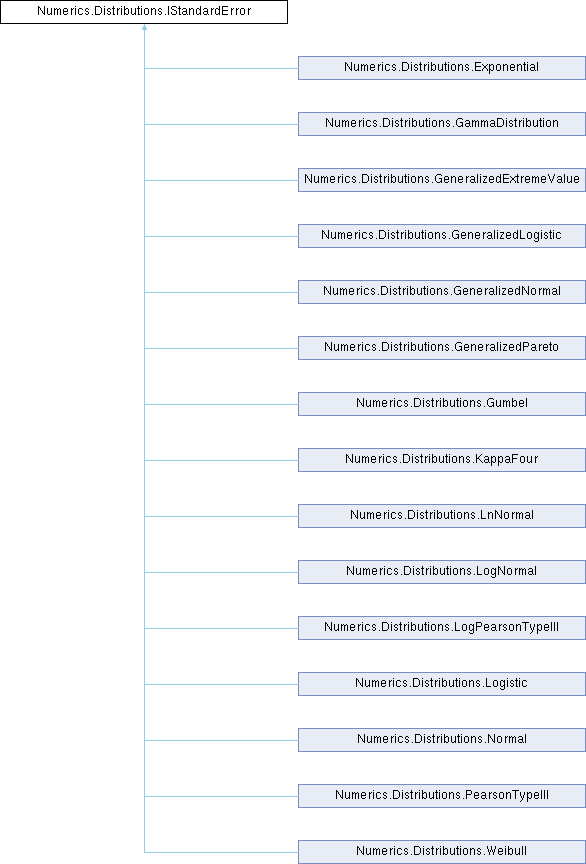 Numerics.Distributions.IStandardError
Numerics.Distributions.Exponential
Numerics.Distributions.GammaDistribution
Numerics.Distributions.GeneralizedExtremeValue
Numerics.Distributions.GeneralizedLogistic
Numerics.Distributions.GeneralizedNormal
Numerics.Distributions.GeneralizedPareto
Numerics.Distributions.Gumbel
Numerics.Distributions.KappaFour
Numerics.Distributions.LnNormal
Numerics.Distributions.LogNormal
Numerics.Distributions.LogPearsonTypeIII
Numerics.Distributions.Logistic
Numerics.Distributions.Normal
Numerics.Distributions.PearsonTypeIII
Numerics.Distributions.Weibull